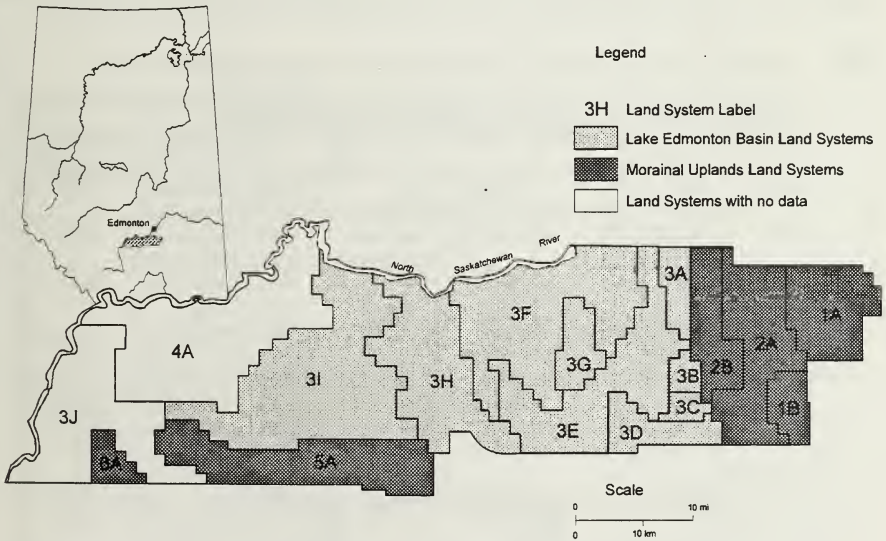 Legend
3H Land System Label
Lake Edmonton Basin Land Systems
Morainal Uplands Land Systems
Land Systems with no data
Edmonton
North Saskatchewan River
3A
1A
3F
2A
4A
3G
2B
3I
3H
3B
3C
1B
3J
3E
3D
6A
5A
Scale
0 10 mi
0 10 km